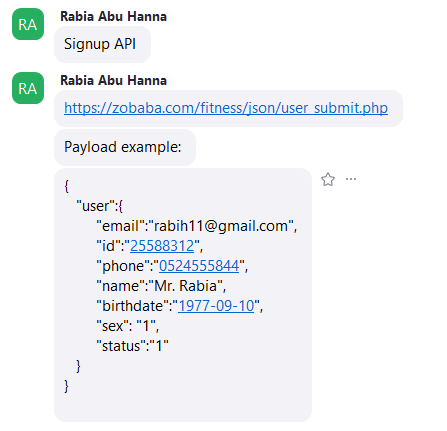 RA
Rabia Abu Hanna
Signup API
RA
Rabia Abu Hanna
https://zobaba.com/fitness/json/user_submit.php
Payload example:
{
"user":{
"email":"rabih11@gmail.com",
"id":"25588312",
"phone":"0524555844",
"name":"Mr. Rabia",
"birthdate":"1977-09-10",
"sex": "1",
"status":"1"
}
}